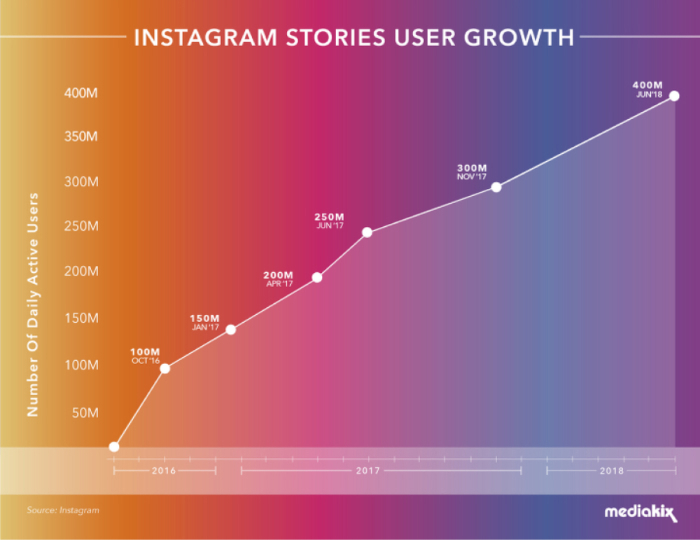 INSTAGRAM STORIES USER GROWTH
Number Of Daily Active Users
400M
350M
300M
250M
200M
150M
100M
50M
100M
OCT'16
150M
JAN '17
200M
APR'17
250M
JUN '17
300M
NOV '17
400M
JUN'18
2016
2017
2018
Source: Instagram
mediakix